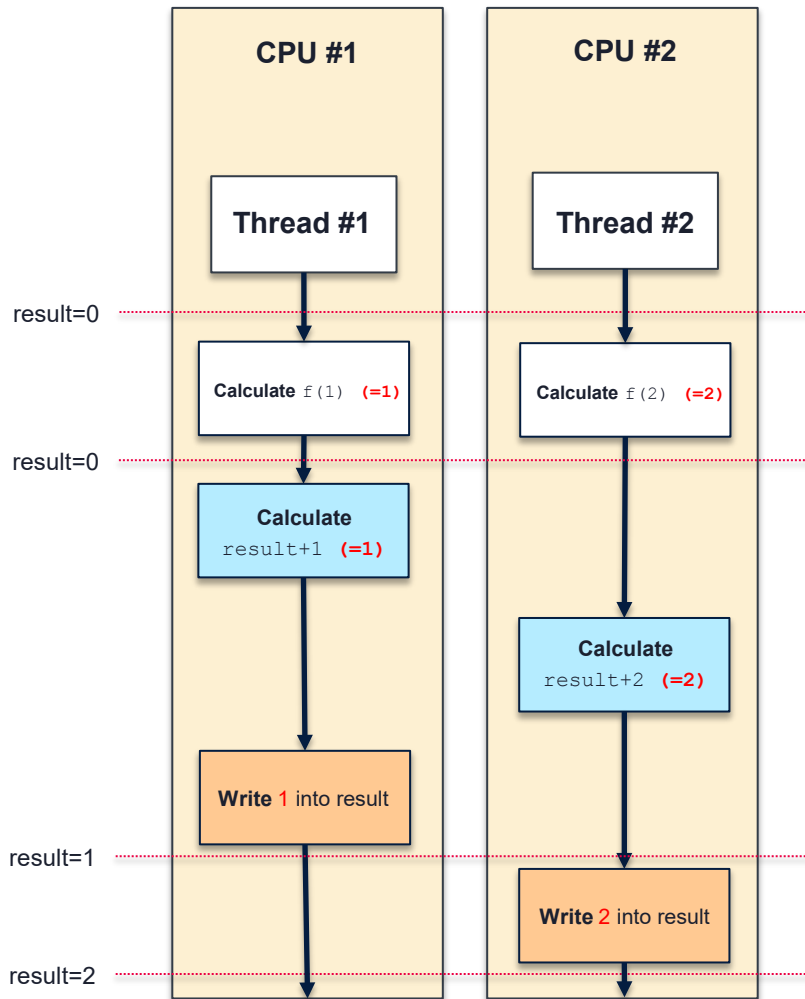 CPU #1
CPU #2
Thread #1
Thread #2
result=0
Calculate f(1) (=1)
Calculate f(2) (=2)
result=0
Calculate
result+1 (=1)
Calculate
result+2 (=2)
Write 1 into result
result=1
Write 2 into result
result=2